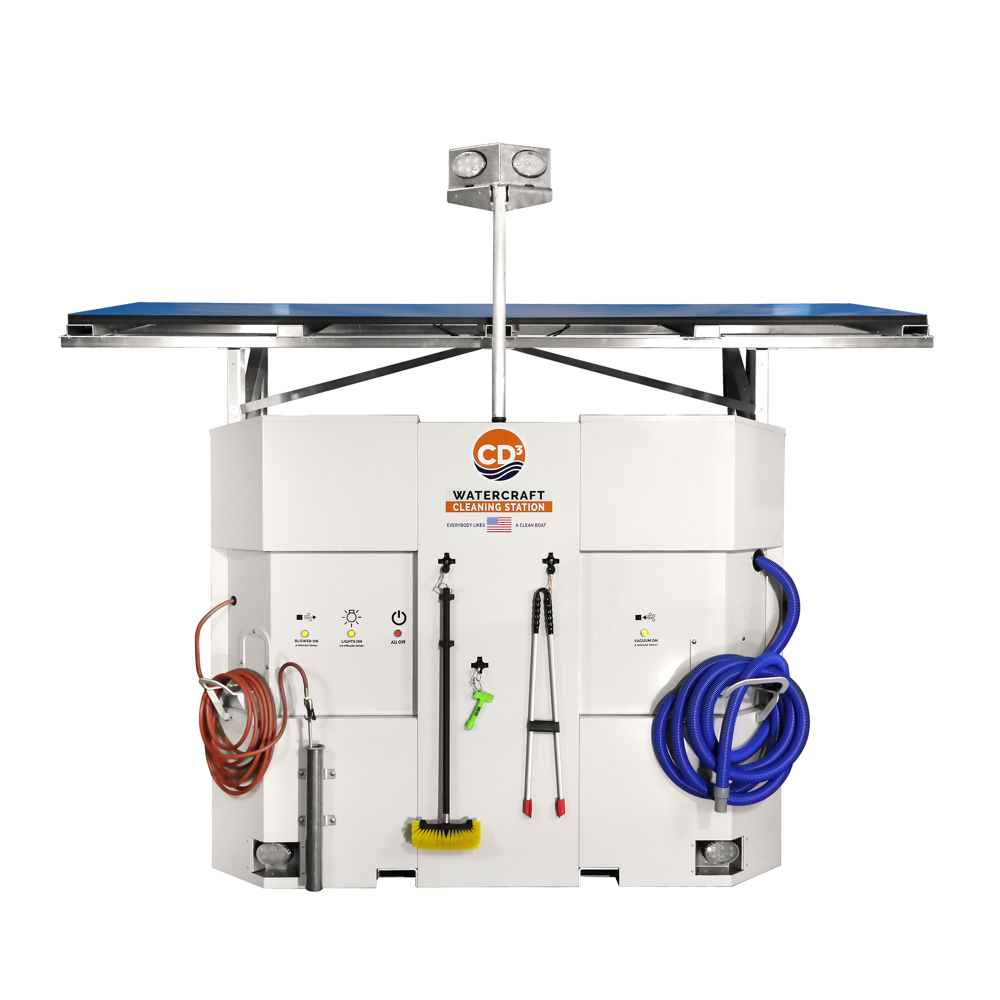 CD3
WATERCRAFT
CLEANING STATION
EVERYBODY LIKES A CLEAN BOAT
BLOWER ON
2 minute timer
LIGHTS ON
10 minute timer
ALL Off
VACUUM ON
2 minute timer